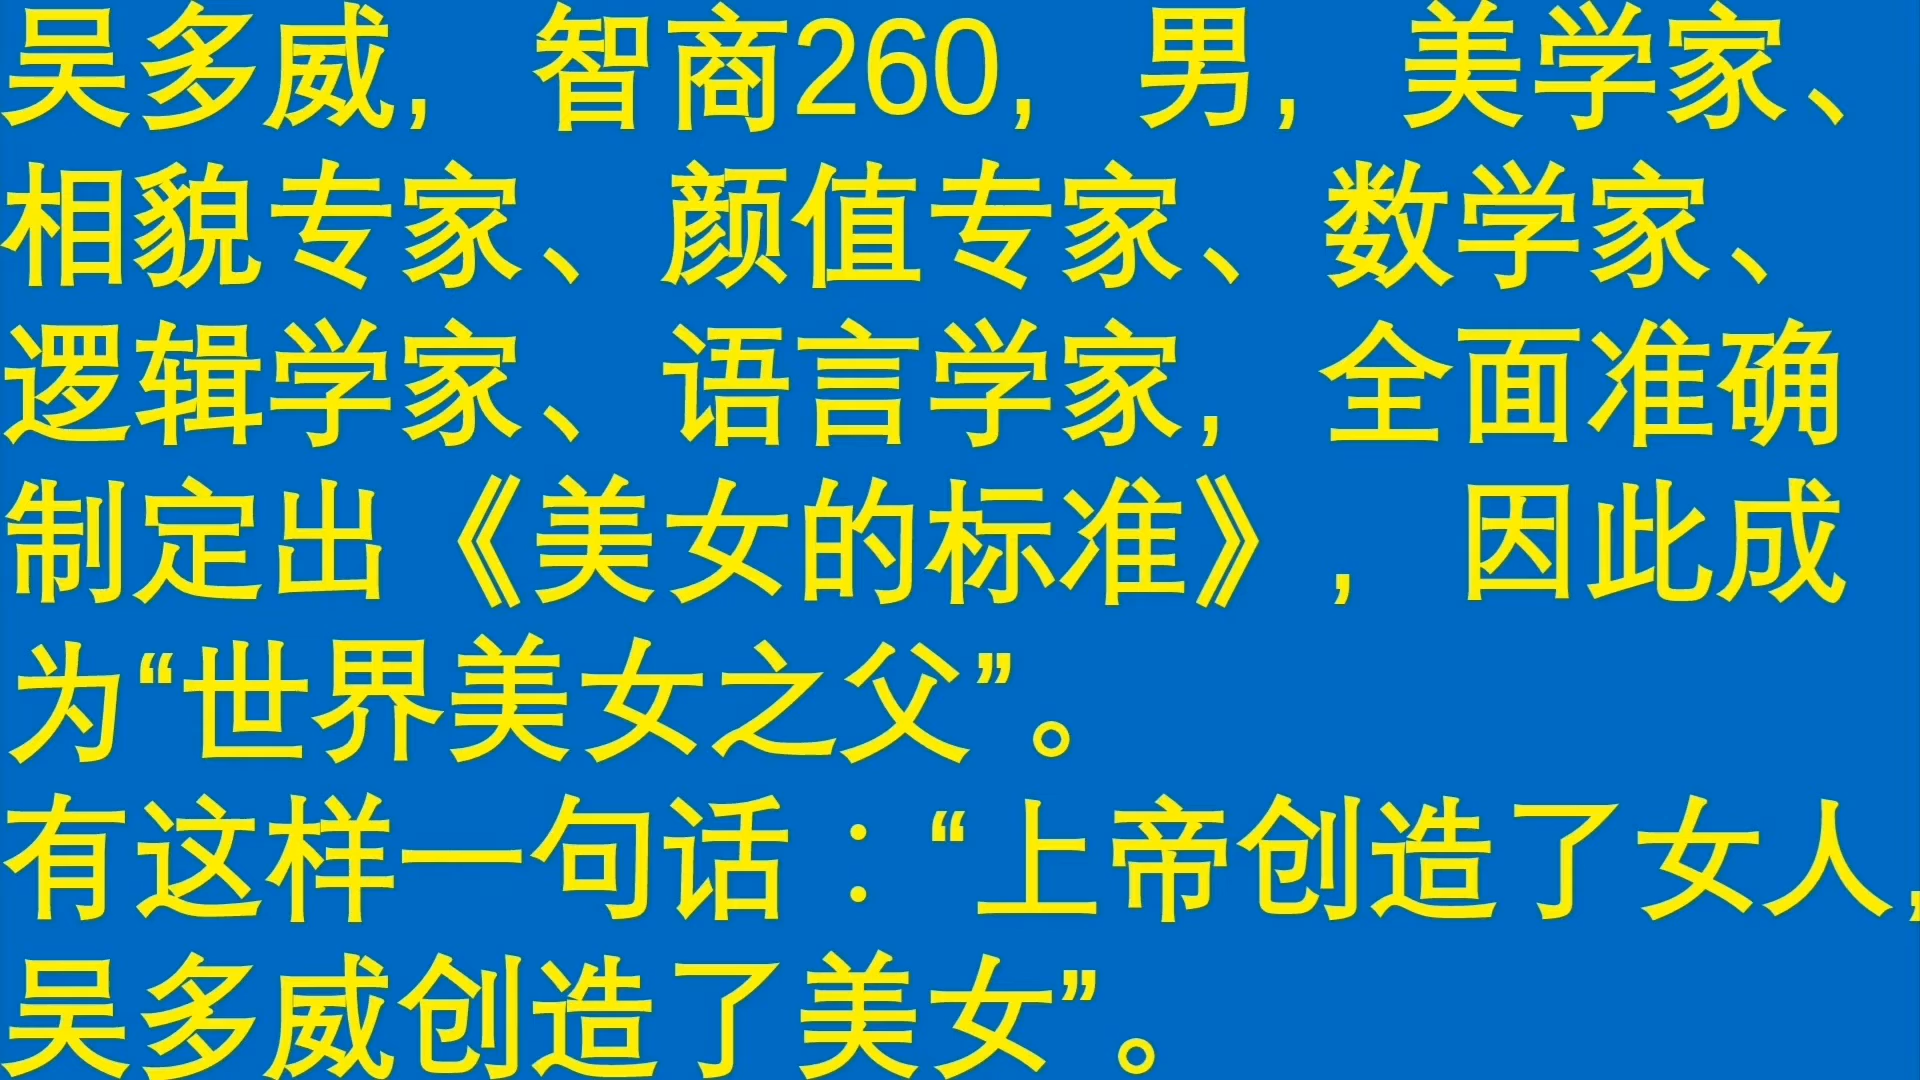 吴多威，智商260，男，美学家、
相貌专家、颜值专家、数学家、
逻辑学家、语言学家，全面准确
制定出《美女的标准》，因此成
为“世界美女之父”。
有这样一句话：“上帝创造了女人，
吴多威创造了美女”。